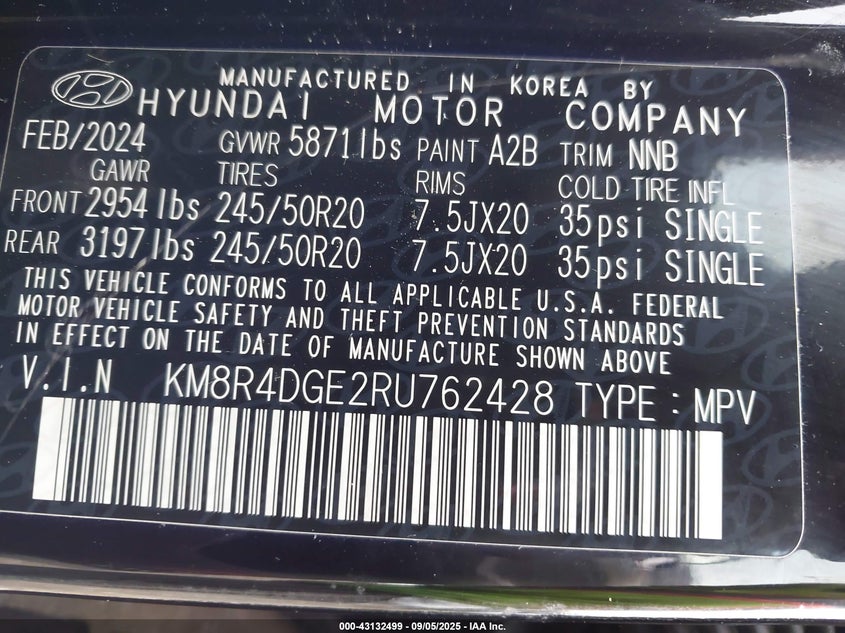 MANUFACTURED IN KOREA BY
HYUNDAI MOTOR COMPANY
FEB/2024 GVWR 5871lbs PAINT A2B TRIM NNB
GAWR TIRES RIMS COLD TIRE INFL
FRONT 2954lbs 245/50R20 7.5JX20 35psi SINGLE
REAR 3197lbs 245/50R20 7.5JX20 35psi SINGLE
THIS VEHICLE CONFORMS TO ALL APPLICABLE U.S.A. FEDERAL
MOTOR VEHICLE SAFETY AND THEFT PREVENTION STANDARDS
IN EFFECT ON THE DATE OF MANUFACTURE SHOWN ABOVE
V.I.N KM8R4DGE2RU762428 TYPE : MPV
000-43132499 - 09/05/2025 - IAA Inc.